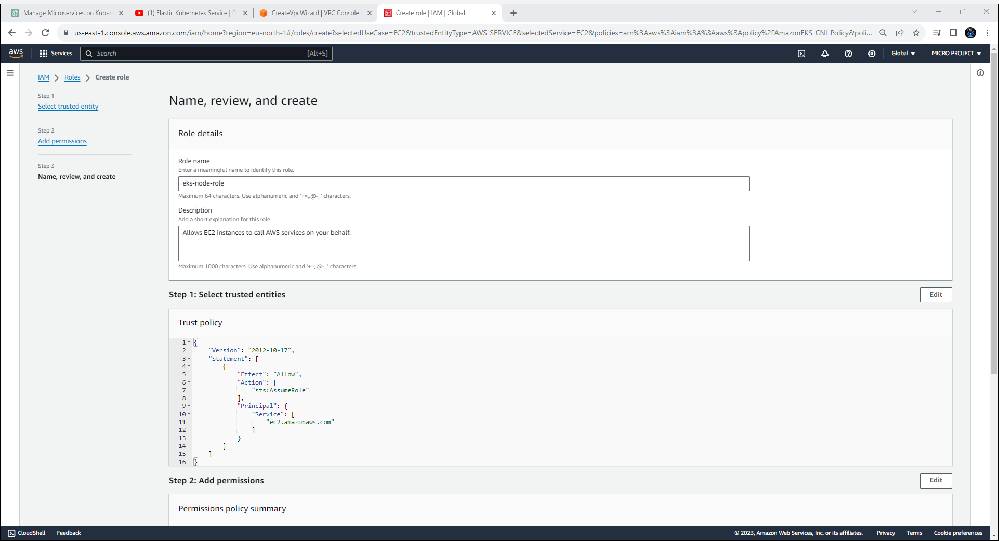 Manage Microservices on Kuber
(1) Elastic Kubernetes Service | D
CreateVpcWizard | VPC Console
Create role | IAM | Global
us-east-1.console.aws.amazon.com/iam/home?region=eu-north-1#/roles/create?selectedUseCase=EC2&trustedEntityType=AWS_SERVICE&selectedService=EC2&policies=arn%3Aaws%3Aiam%3A%3Aaws%3Apolicy%2FAmazonEKS_CNI_Policy&poli...
aws
Services
Search
[Alt+S]
Global
MICRO PROJECT
IAM > Roles > Create role
Step 1
Select trusted entity
Step 2
Add permissions
Step 3
Name, review, and create
Name, review, and create
Role details
Role name
Enter a meaningful name to identify this role.
eks-node-role
Maximum 64 characters. Use alphanumeric and '+=,.@-_' characters.
Description
Add a short explanation for this role.
Allows EC2 instances to call AWS services on your behalf.
Maximum 1000 characters. Use alphanumeric and '+=,.@-_' characters.
Step 1: Select trusted entities
Edit
Trust policy
1 {
2 "Version": "2012-10-17",
3 "Statement": [
4 {
5 "Effect": "Allow",
6 "Action": [
7 "sts:AssumeRole"
8 ],
9 "Principal": {
10 "Service": [
11 "ec2.amazonaws.com"
12 ]
13 }
14 }
15 ]
16 }
Step 2: Add permissions
Edit
Permissions policy summary
CloudShell
Feedback
© 2023, Amazon Web Services, Inc. or its affiliates.
Privacy
Terms
Cookie preferences